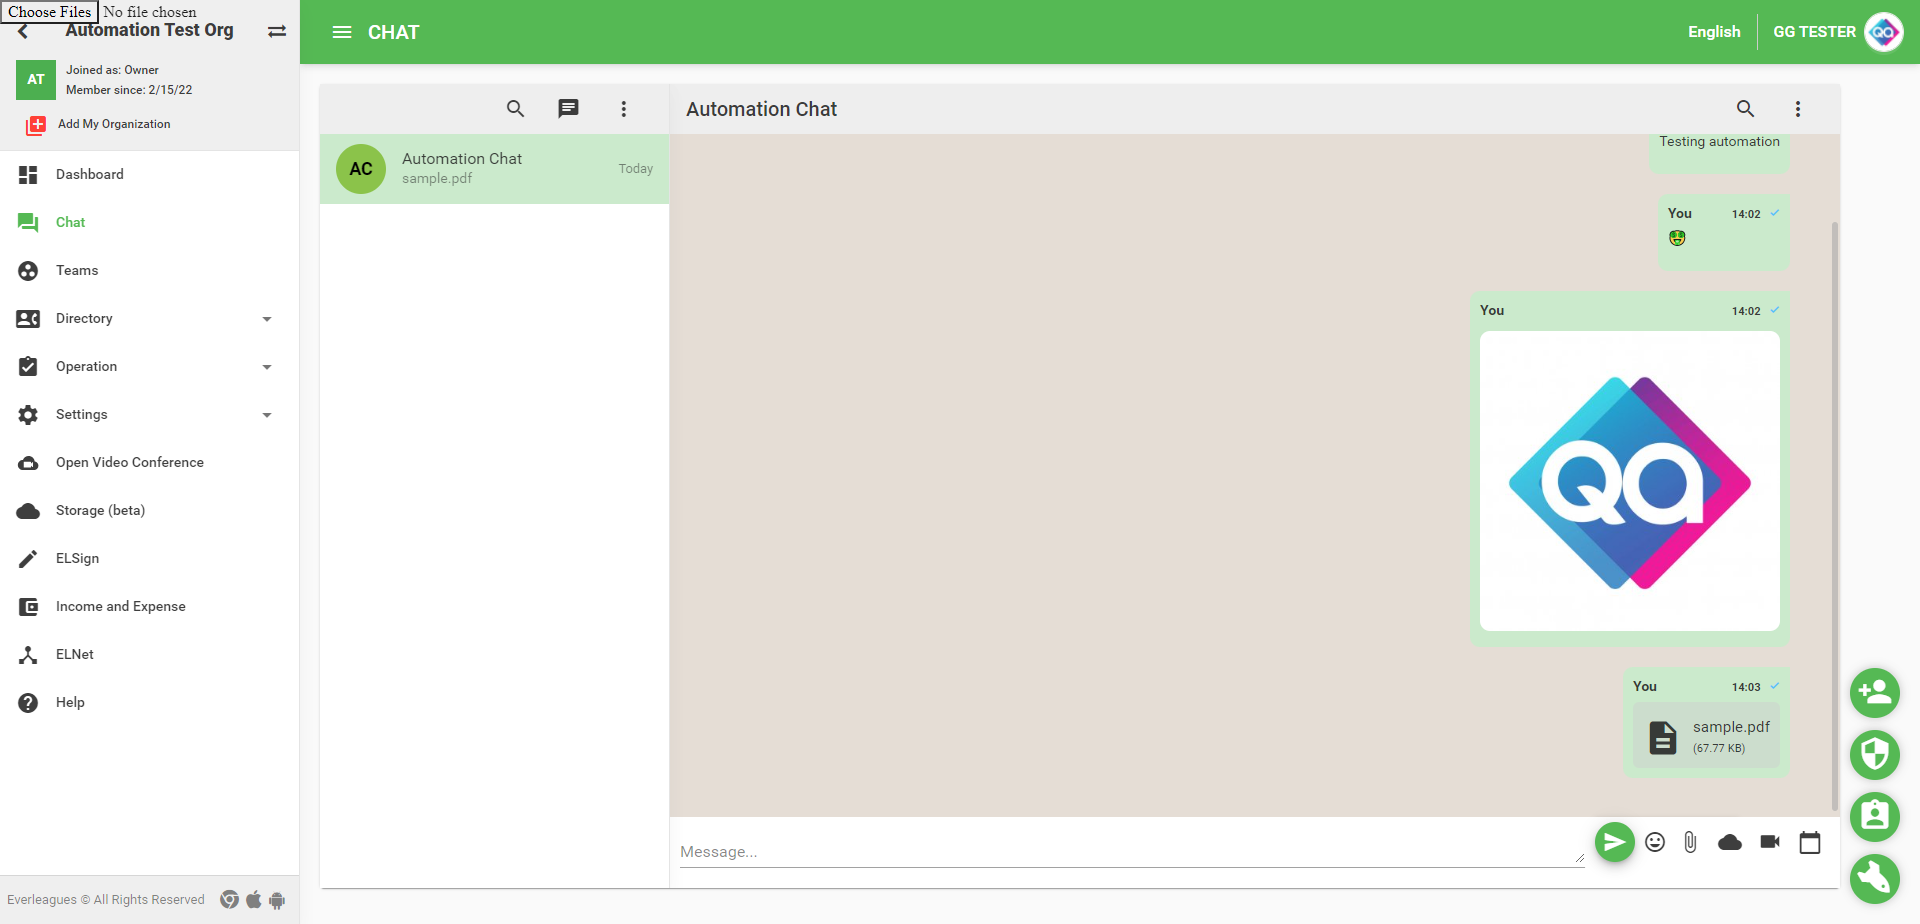 Choose Files No file chosen
Automation Test Org
AT
Joined as: Owner
Member since: 2/15/22
Add My Organization
Dashboard
Chat
Teams
Directory
Operation
Settings
Open Video Conference
Storage (beta)
ELSign
Income and Expense
ELNet
Help
Everleagues © All Rights Reserved
CHAT
English
GG TESTER
QA
AC
Automation Chat
sample.pdf
Today
Automation Chat
Testing automation
You 14:02
You 14:02
Qa
You 14:03
sample.pdf
(67.77 KB)
Message...